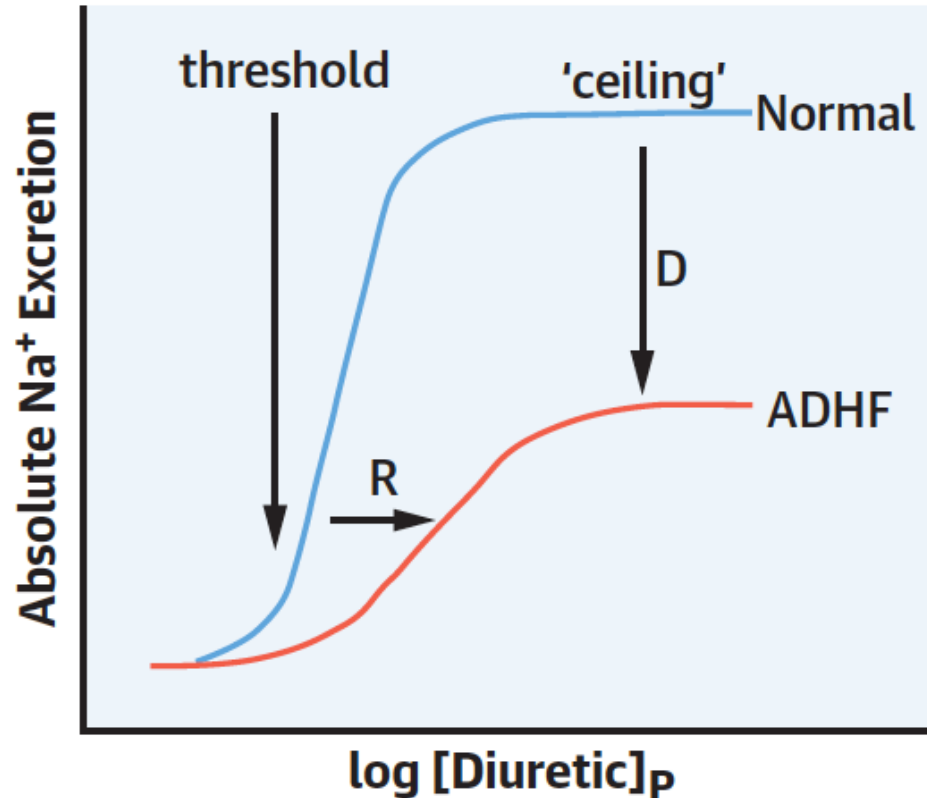 threshold
'ceiling'
Normal
D
ADHF
R
Absolute Na⁺ Excretion
log [Diuretic]ₚ